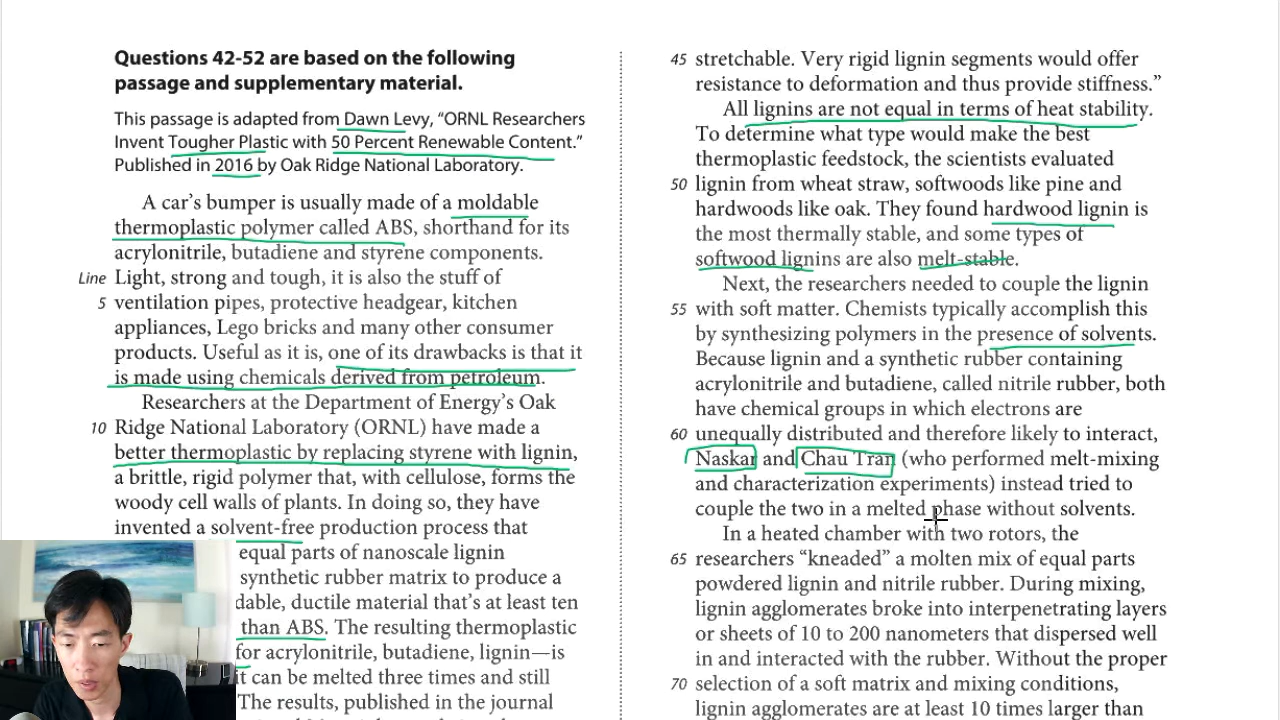 Questions 42-52 are based on the following
passage and supplementary material.
This passage is adapted from Dawn Levy, “ORNL Researchers
Invent Tougher Plastic with 50 Percent Renewable Content.”
Published in 2016 by Oak Ridge National Laboratory.
A car’s bumper is usually made of a moldable
thermoplastic polymer called ABS, shorthand for its
acrylonitrile, butadiene and styrene components.
Line Light, strong and tough, it is also the stuff of
5 ventilation pipes, protective headgear, kitchen
appliances, Lego bricks and many other consumer
products. Useful as it is, one of its drawbacks is that it
is made using chemicals derived from petroleum.
Researchers at the Department of Energy’s Oak
10 Ridge National Laboratory (ORNL) have made a
better thermoplastic by replacing styrene with lignin,
a brittle, rigid polymer that, with cellulose, forms the
woody cell walls of plants. In doing so, they have
invented a solvent-free production process that
equal parts of nanoscale lignin
synthetic rubber matrix to produce a
dable, ductile material that’s at least ten
than ABS. The resulting thermoplastic
for acrylonitrile, butadiene, lignin—is
it can be melted three times and still
The results, published in the journal
45 stretchable. Very rigid lignin segments would offer
resistance to deformation and thus provide stiffness.”
All lignins are not equal in terms of heat stability.
To determine what type would make the best
thermoplastic feedstock, the scientists evaluated
50 lignin from wheat straw, softwoods like pine and
hardwoods like oak. They found hardwood lignin is
the most thermally stable, and some types of
softwood lignins are also melt-stable.
Next, the researchers needed to couple the lignin
55 with soft matter. Chemists typically accomplish this
by synthesizing polymers in the presence of solvents.
Because lignin and a synthetic rubber containing
acrylonitrile and butadiene, called nitrile rubber, both
have chemical groups in which electrons are
60 unequally distributed and therefore likely to interact,
Naskar and Chau Tran (who performed melt-mixing
and characterization experiments) instead tried to
couple the two in a melted phase without solvents.
In a heated chamber with two rotors, the
65 researchers “kneaded” a molten mix of equal parts
powdered lignin and nitrile rubber. During mixing,
lignin agglomerates broke into interpenetrating layers
or sheets of 10 to 200 nanometers that dispersed well
in and interacted with the rubber. Without the proper
70 selection of a soft matrix and mixing conditions,
lignin agglomerates are at least 10 times larger than